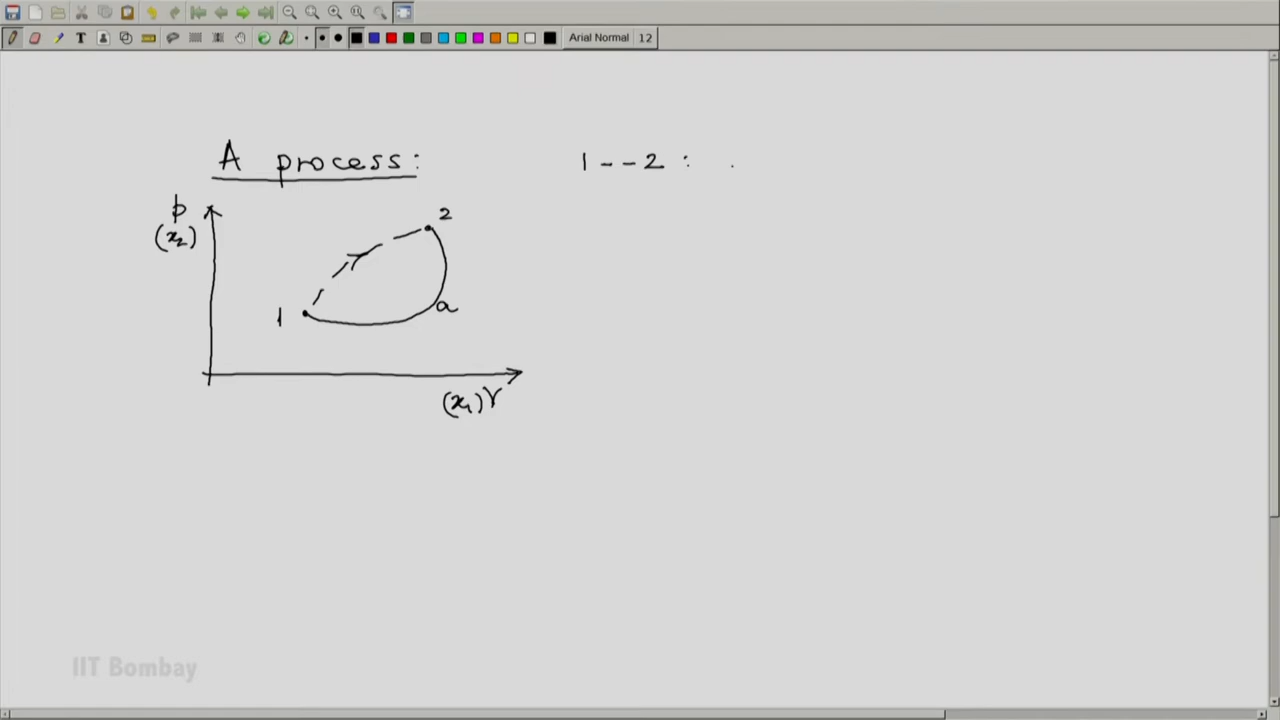 Arial Normal 12
A process: 1 -- 2 :
p
(x₂)
2
1
a
(x₁) V
IIT Bombay